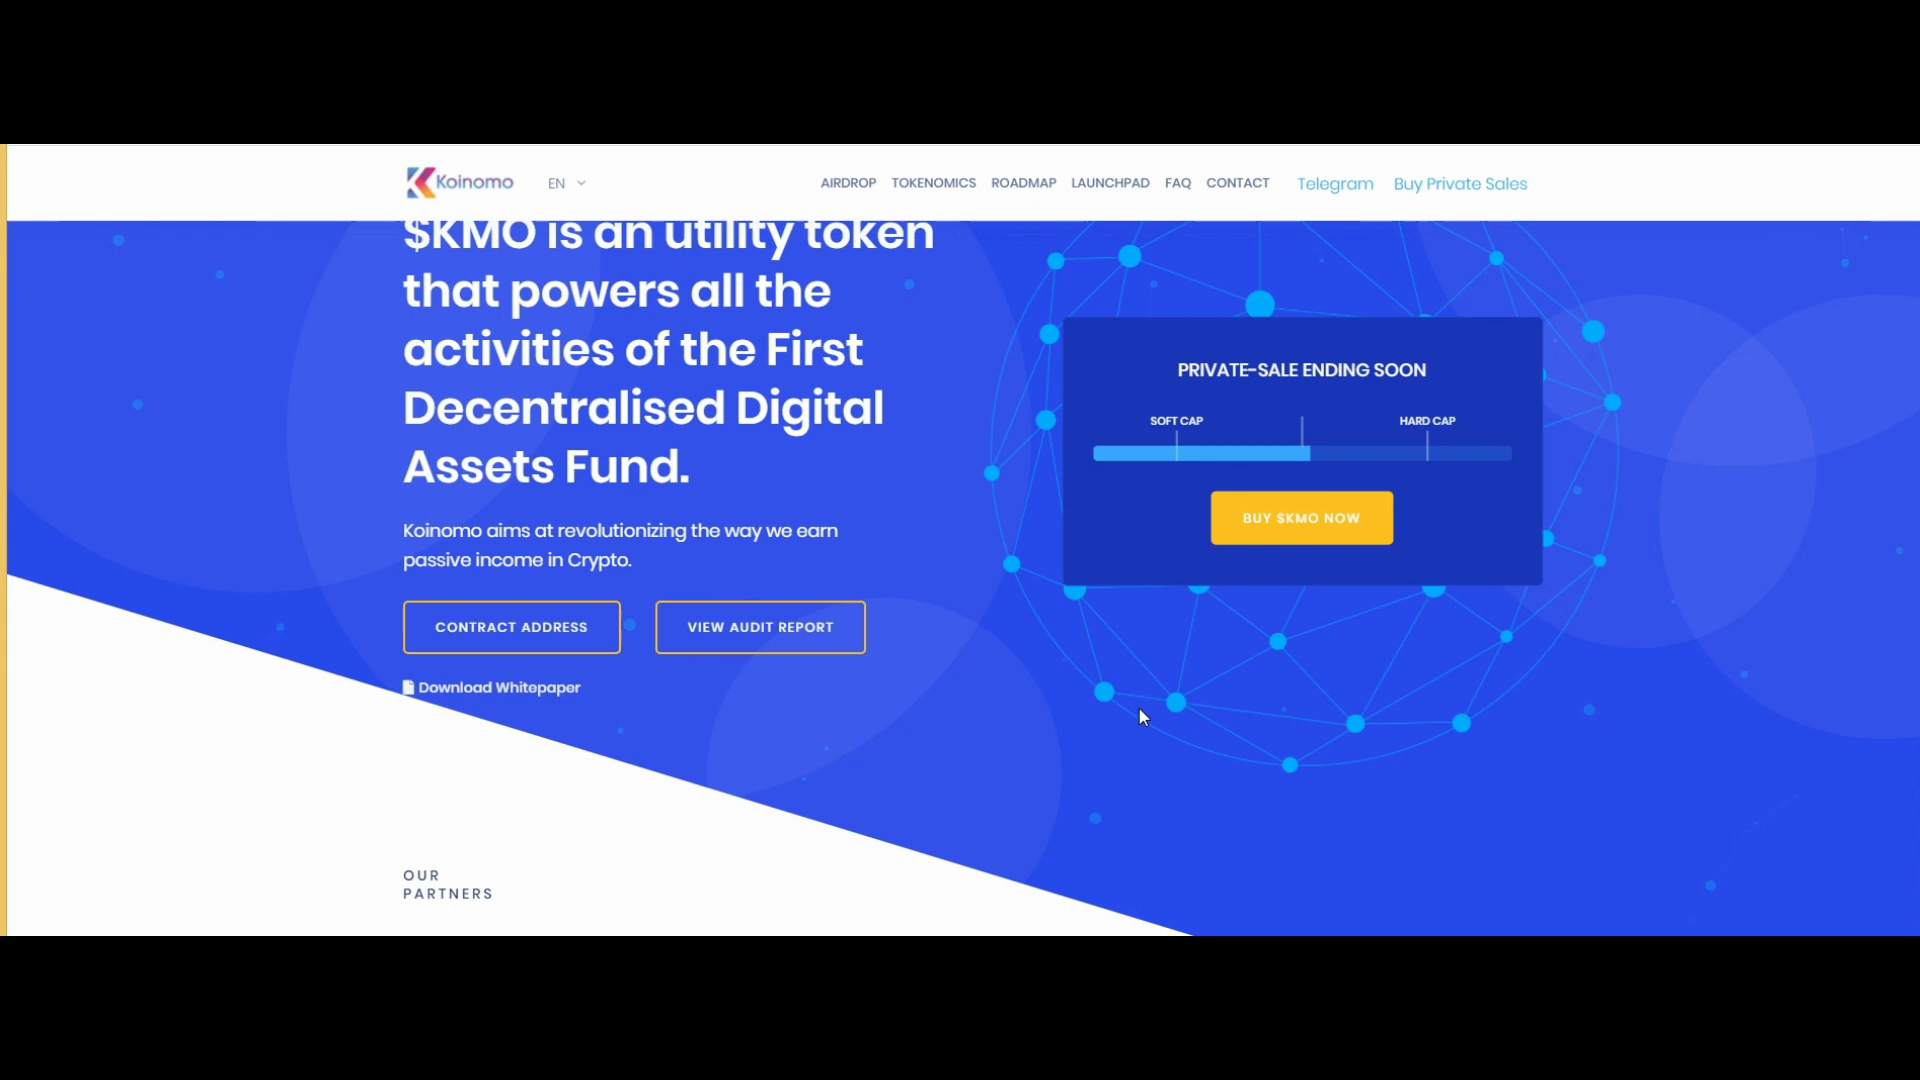 Koinomo
EN
AIRDROP TOKENOMICS ROADMAP LAUNCHPAD FAQ CONTACT Telegram Buy Private Sales
$KMO is an utility token
that powers all the
activities of the First
Decentralised Digital
Assets Fund.
Koinomo aims at revolutionizing the way we earn
passive income in Crypto.
CONTRACT ADDRESS
VIEW AUDIT REPORT
Download Whitepaper
PRIVATE-SALE ENDING SOON
SOFT CAP
HARD CAP
BUY $KMO NOW
OUR
PARTNERS